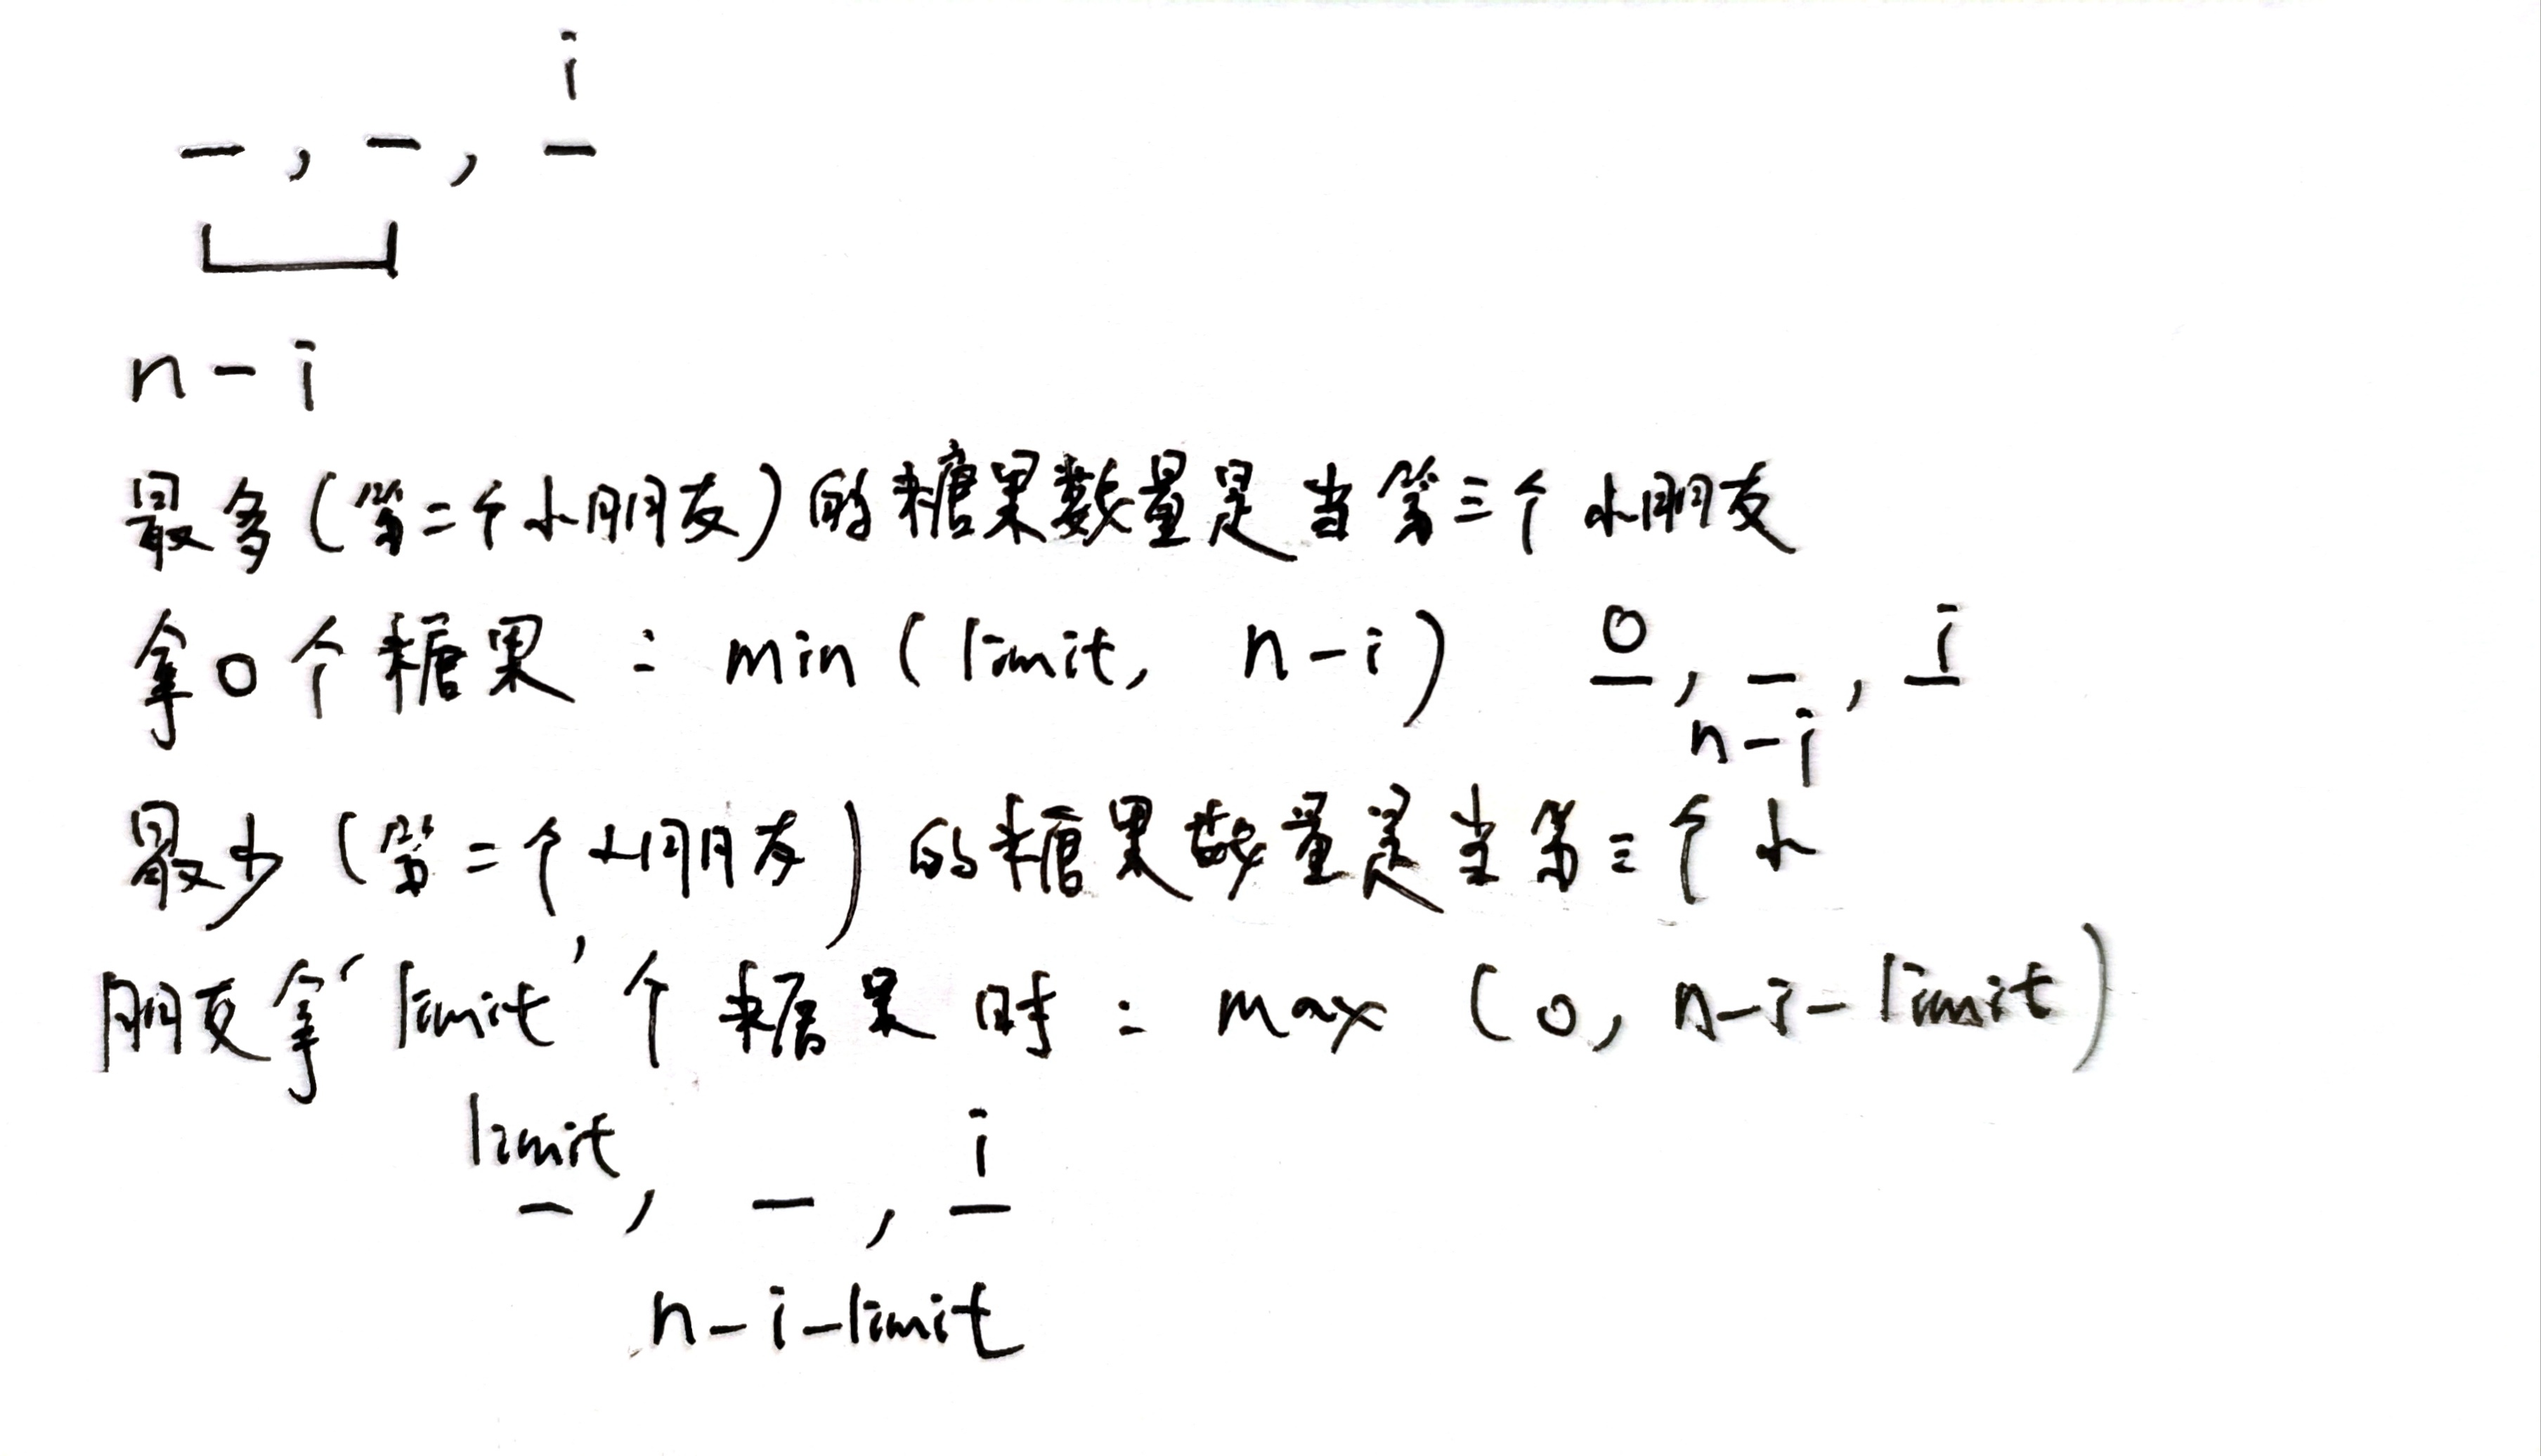 i
_ , _ , _
n - i
最多(第二个小朋友)的糖果数量是当第三个小朋友
拿0个糖果 : min ( limit, n-i ) 0 , _ , i
n-i
最少 (第二个小朋友) 的糖果数量是当第三个小
朋友拿'limit'个糖果时 : max ( 0, n-i-limit)
limit, _ , i
n-i-limit